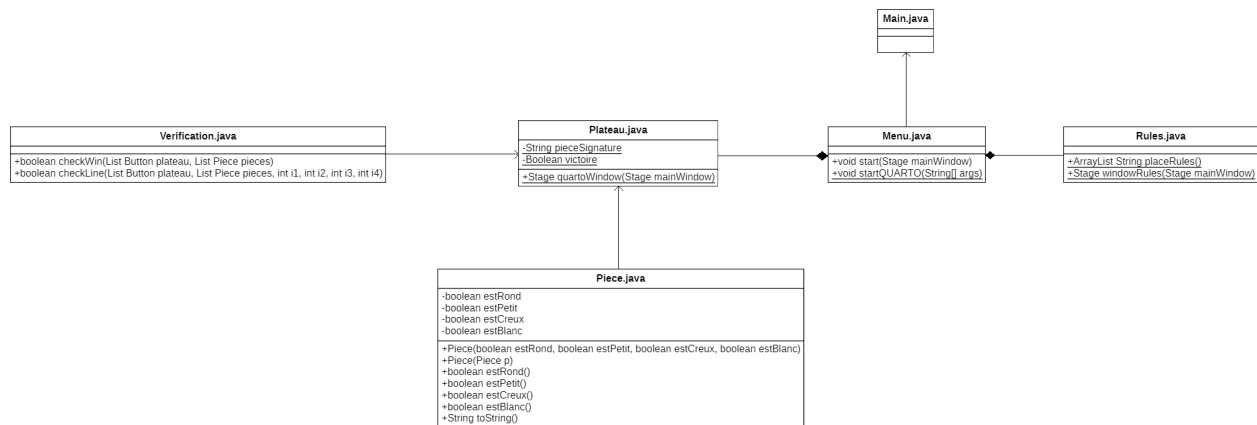 Main.java
Verification.java
+boolean checkWin(List Button plateau, List Piece pieces)
+boolean checkLine(List Button plateau, List Piece pieces, int i1, int i2, int i3, int i4)
Plateau.java
-String pieceSignature
-Boolean victoire
+Stage quartoWindow(Stage mainWindow)
Menu.java
+void start(Stage mainWindow)
+void startQUARTO(String[] args)
Rules.java
+ArrayList String placeRules()
+Stage windowRules(Stage mainWindow)
Piece.java
-boolean estRond
-boolean estPetit
-boolean estCreux
-boolean estBlanc
+Piece(boolean estRond, boolean estPetit, boolean estCreux, boolean estBlanc)
+Piece(Piece p)
+boolean estRond()
+boolean estPetit()
+boolean estCreux()
+boolean estBlanc()
+String toString()